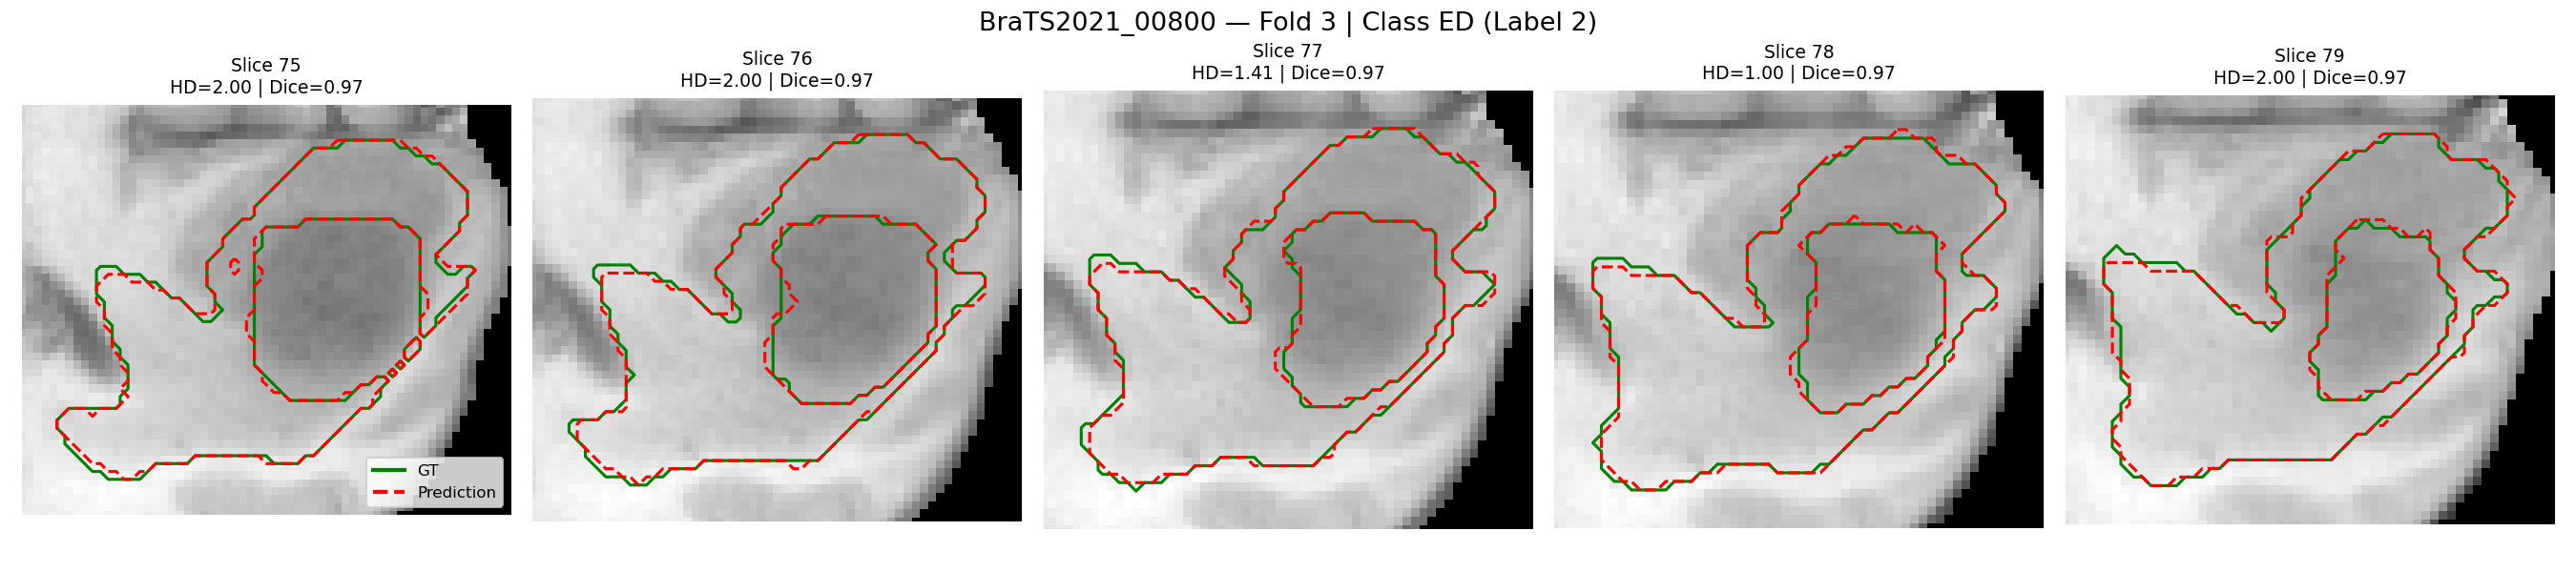 BraTS2021_00800 — Fold 3 | Class ED (Label 2)
Slice 75
HD=2.00 | Dice=0.97
Slice 76
HD=2.00 | Dice=0.97
Slice 77
HD=1.41 | Dice=0.97
Slice 78
HD=1.00 | Dice=0.97
Slice 79
HD=2.00 | Dice=0.97
GT
Prediction